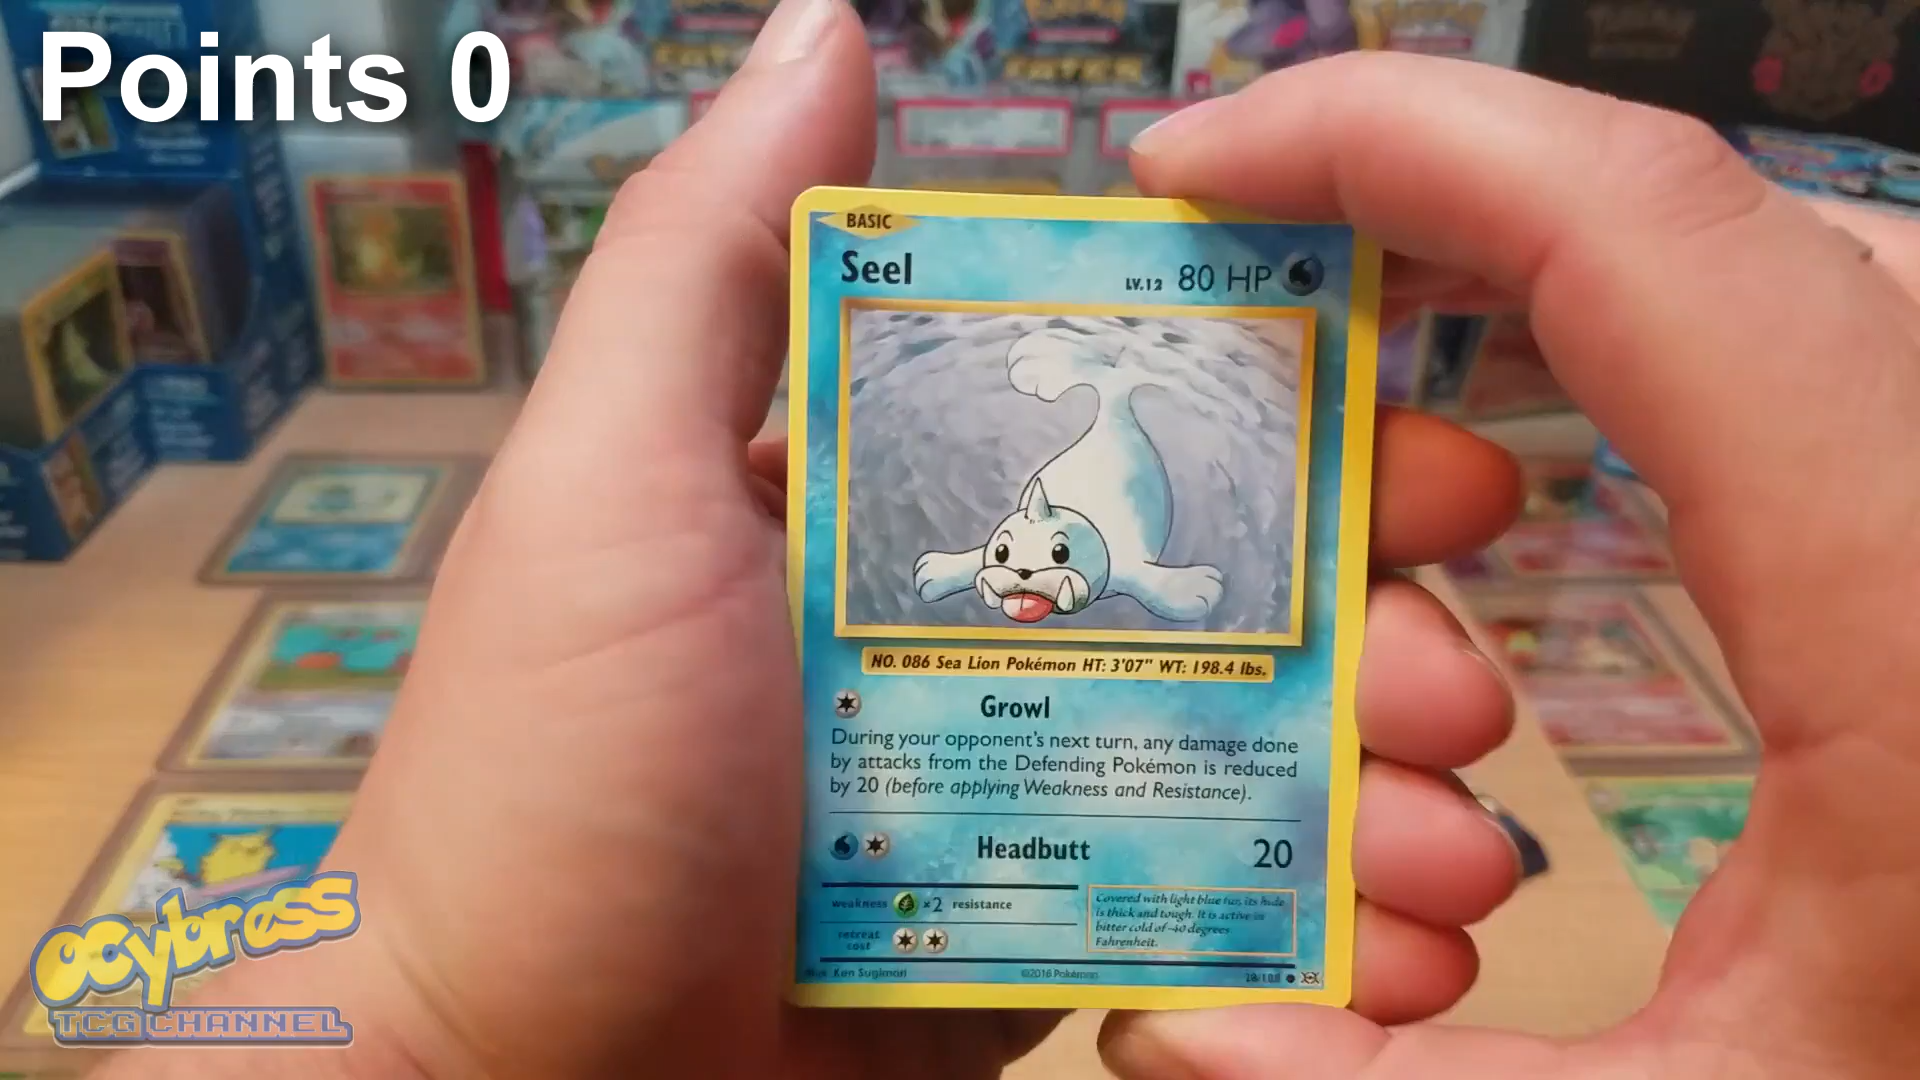 Points 0
BASIC
Seel
LV.12 80 HP
NO. 086 Sea Lion Pokémon HT: 3'07" WT: 198.4 lbs.
Growl
During your opponent's next turn, any damage done
by attacks from the Defending Pokémon is reduced
by 20 (before applying Weakness and Resistance).
Headbutt 20
weakness ×2 resistance
retreat
cost
Covered with light blue fur, its hide
is thick and tough. It is active in
bitter cold of -40 degrees
Fahrenheit.
Illus. Ken Sugimori ©2016 Pokémon 28/108
ocybress
TCG CHANNEL